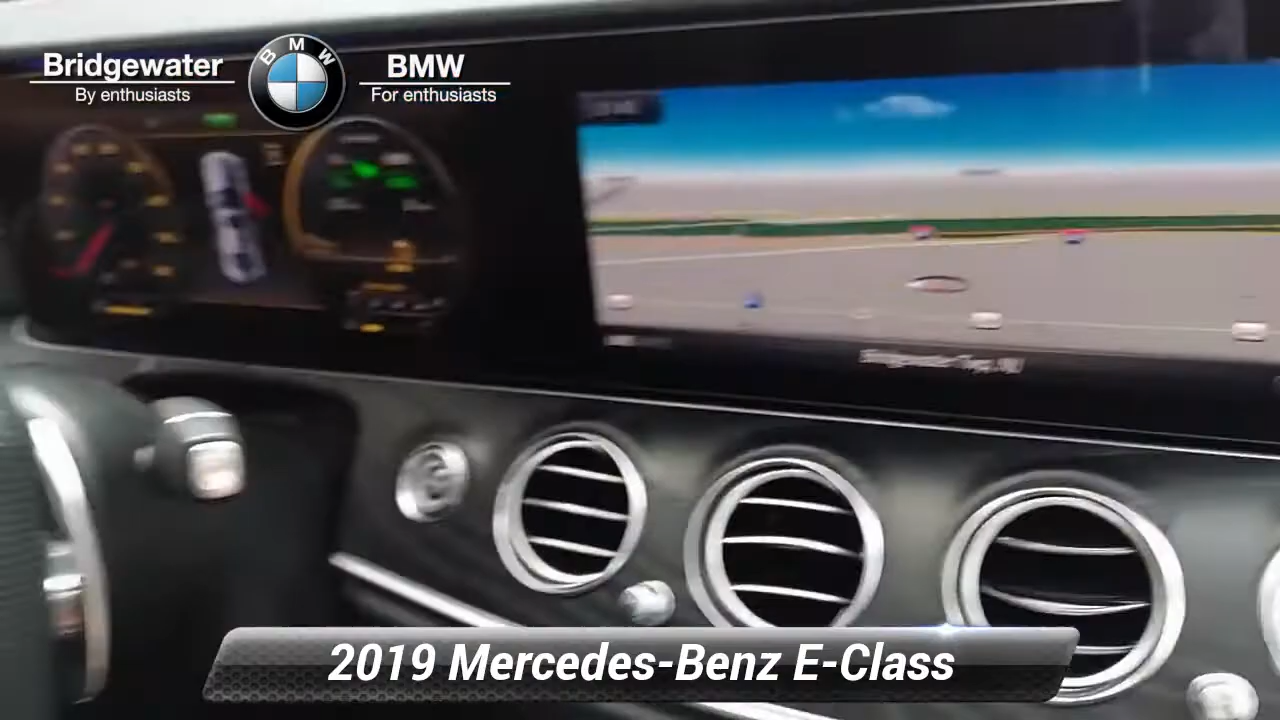 Bridgewater
By enthusiasts
BMW
BMW
For enthusiasts
2019 Mercedes-Benz E-Class